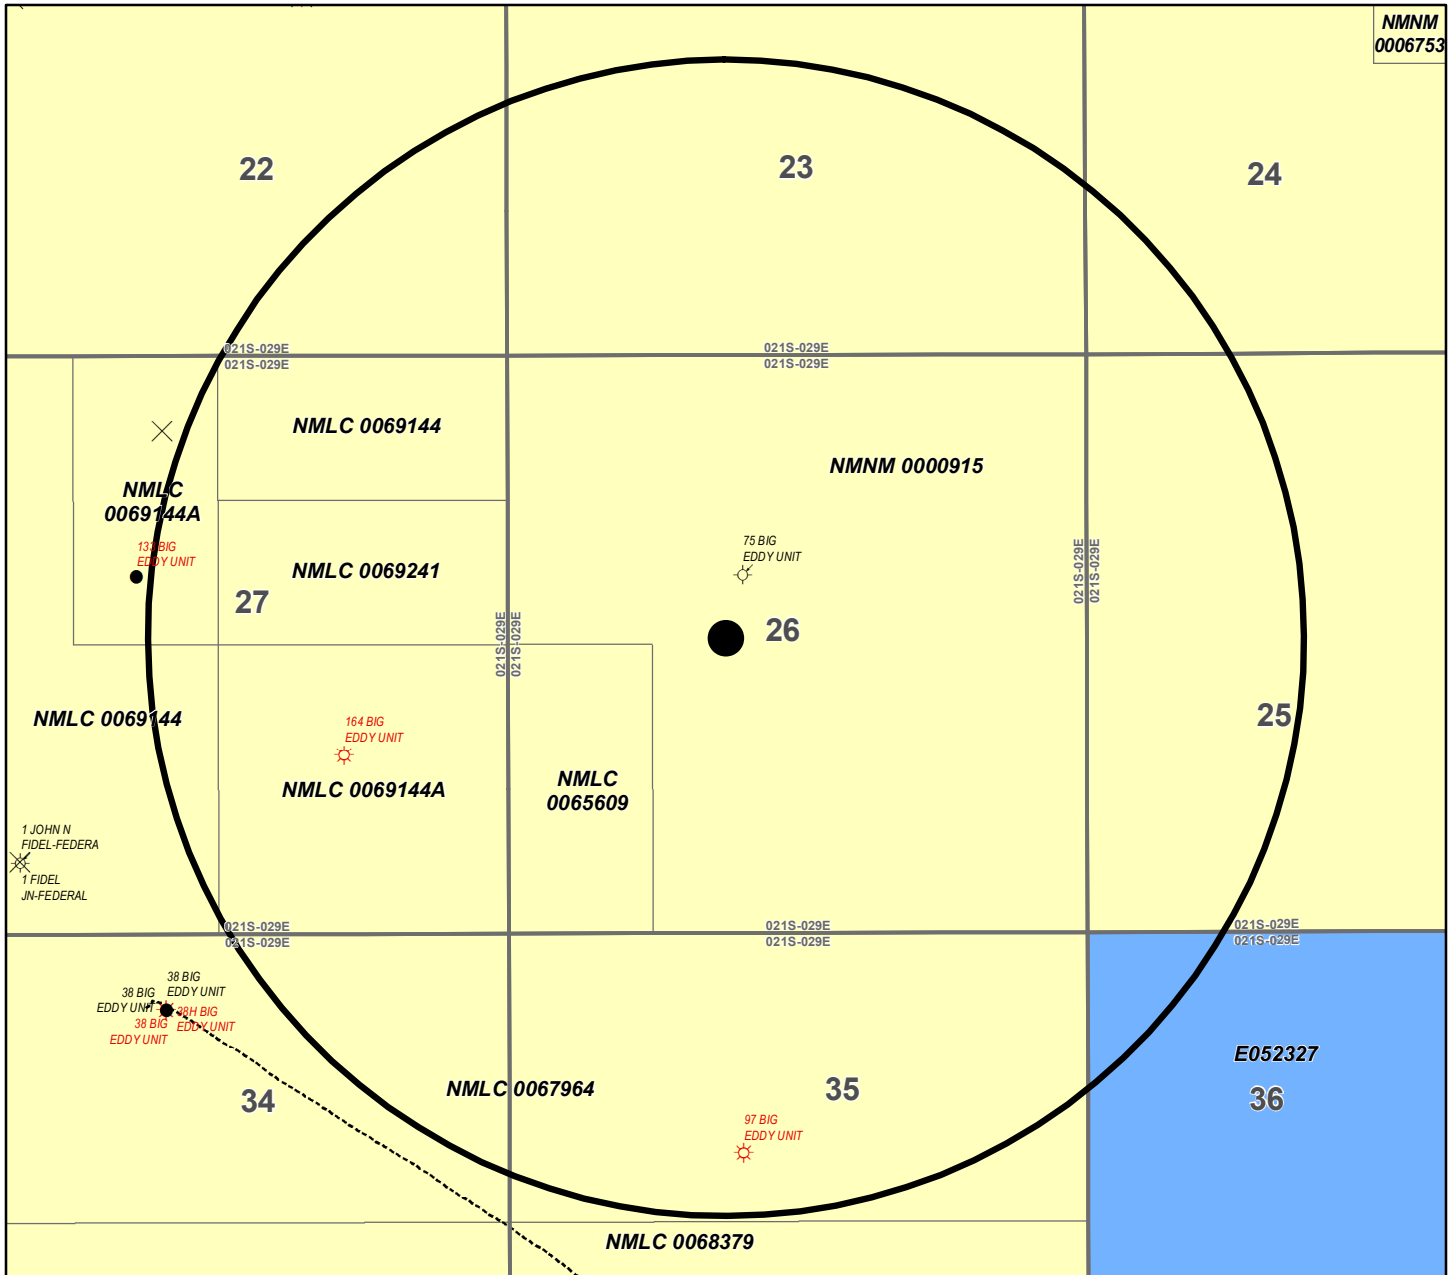 NMNM
0006753
22
23
24
021S-029E
021S-029E
021S-029E
021S-029E
NMLC 0069144
NMNM 0000915
NMLC
0069144A
133 BIG
EDDY UNIT
NMLC 0069241
75 BIG
EDDY UNIT
021S-029E
021S-029E
27
26
021S-029E
021S-029E
NMLC 0069144
164 BIG
EDDY UNIT
25
NMLC 0069144A
NMLC
0065609
1 JOHN N
FIDEL-FEDERA
1 FIDEL
JN-FEDERAL
021S-029E
021S-029E
021S-029E
021S-029E
021S-029E
021S-029E
38 BIG
EDDY UNIT
38 BIG
EDDY UNIT
38H BIG
EDDY UNIT
38 BIG
EDDY UNIT
E052327
NMLC 0067964
34
35
36
97 BIG
EDDY UNIT
NMLC 0068379